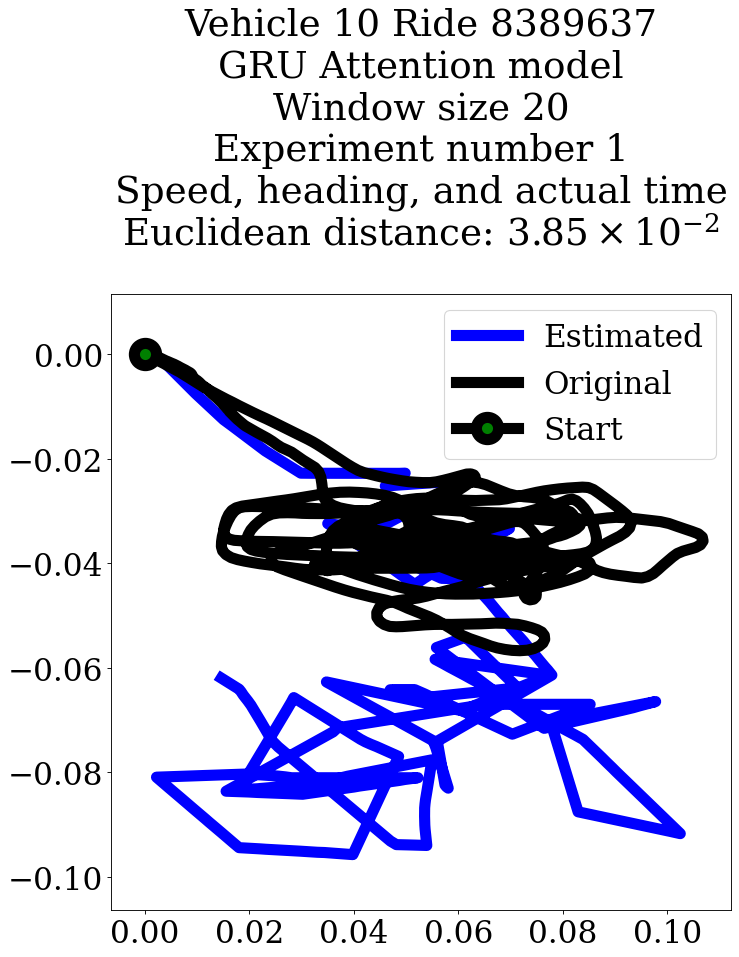 Vehicle 10 Ride 8389637
GRU Attention model
Window size 20
Experiment number 1
Speed, heading, and actual time
Euclidean distance: 3.85 × 10⁻²
Estimated
Original
Start
0.00
−0.02
−0.04
−0.06
−0.08
−0.10
0.00 0.02 0.04 0.06 0.08 0.10